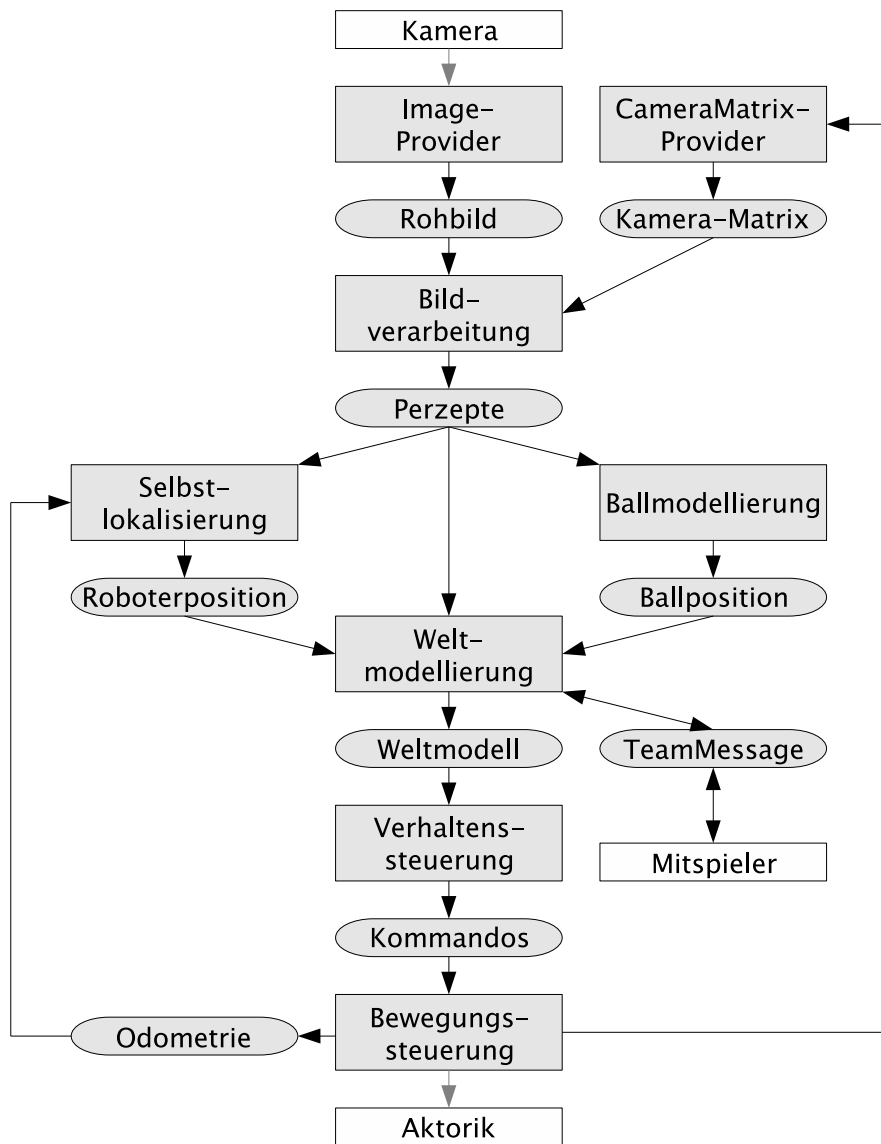 Kamera
Image-
Provider
CameraMatrix-
Provider
Rohbild
Kamera-Matrix
Bild-
verarbeitung
Perzepte
Selbst-
lokalisierung
Ballmodellierung
Roboterposition
Ballposition
Welt-
modellierung
Weltmodell
TeamMessage
Verhaltens-
steuerung
Mitspieler
Kommandos
Odometrie
Bewegungs-
steuerung
Aktorik